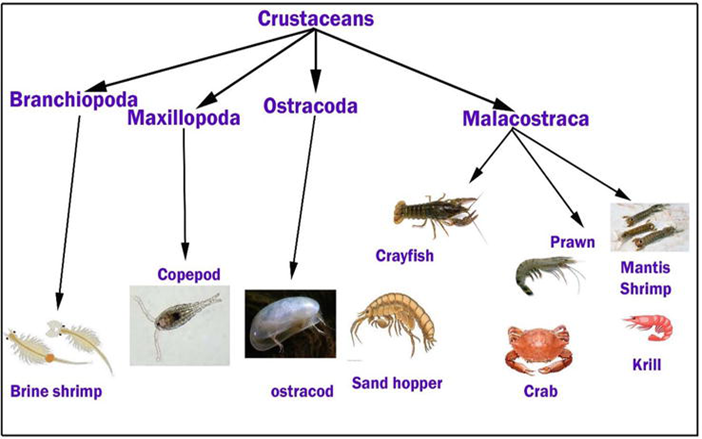 Crustaceans
Branchiopoda
Maxillopoda
Ostracoda
Malacostraca
Crayfish
Prawn
Mantis
Shrimp
Copepod
Brine shrimp
ostracod
Sand hopper
Crab
Krill